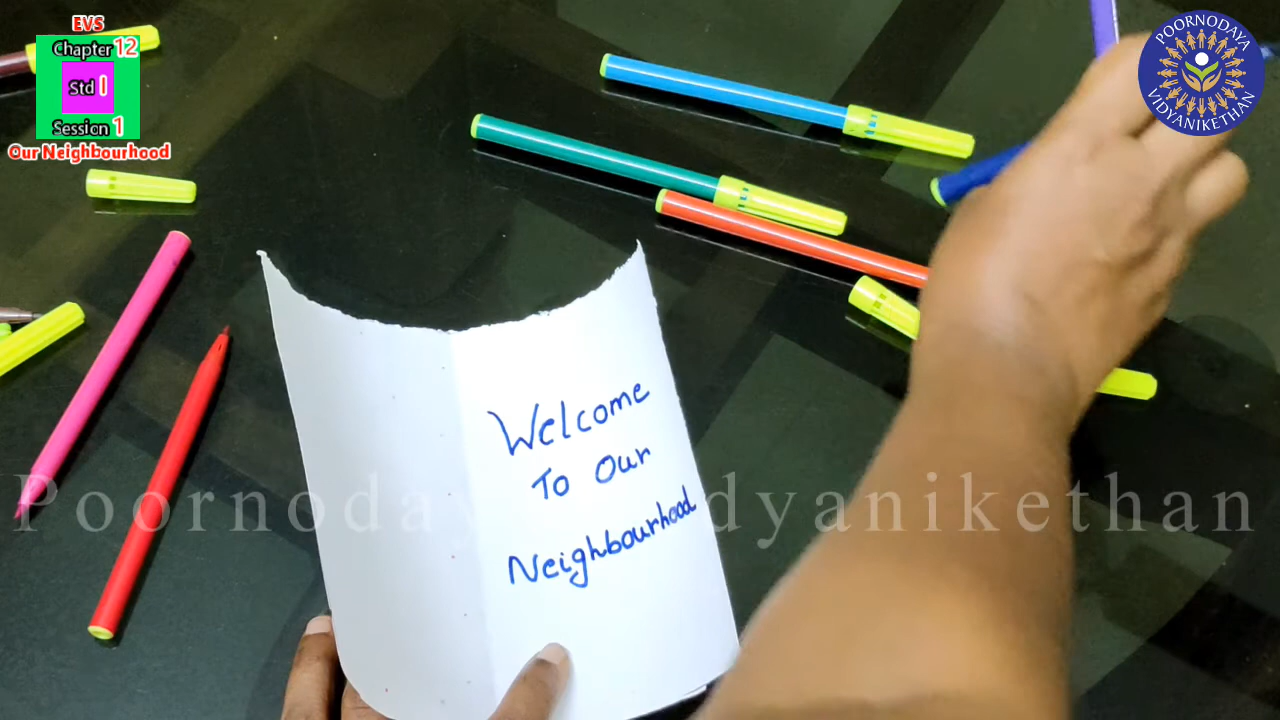 EVS
Chapter 12
Std I
Session 1
Our Neighbourhood
POORNODAYA
VIDYANIKETHAN
Welcome
To Our
Neighbourhood
Poornoda dyanikethan